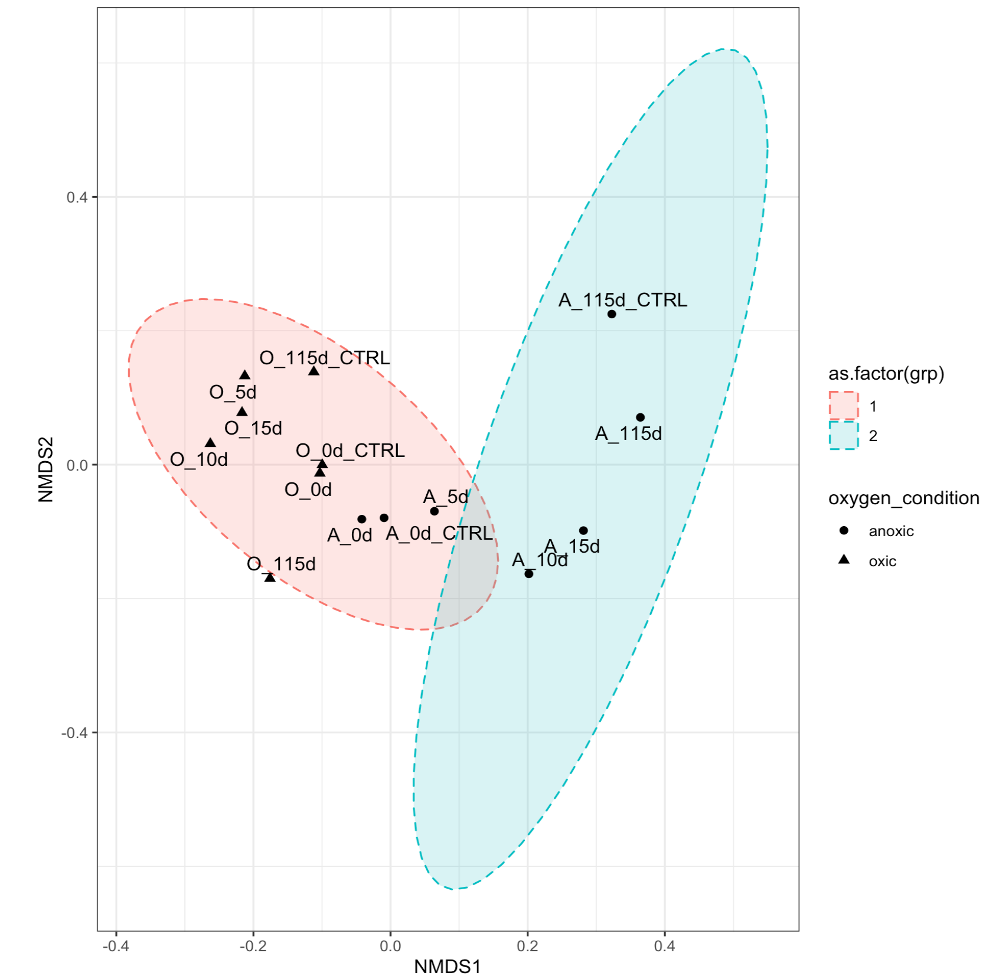 A_115d_CTRL
O_115d_CTRL
O_5d
O_15d
A_115d
O_10d
O_0d_CTRL
O_0d
A_5d
A_0d
A_0d_CTRL
A_15d
A_10d
O_115d
0.4
0.0
-0.4
NMDS2
-0.4
-0.2
0.0
0.2
0.4
NMDS1
as.factor(grp)
1
2
oxygen_condition
anoxic
oxic